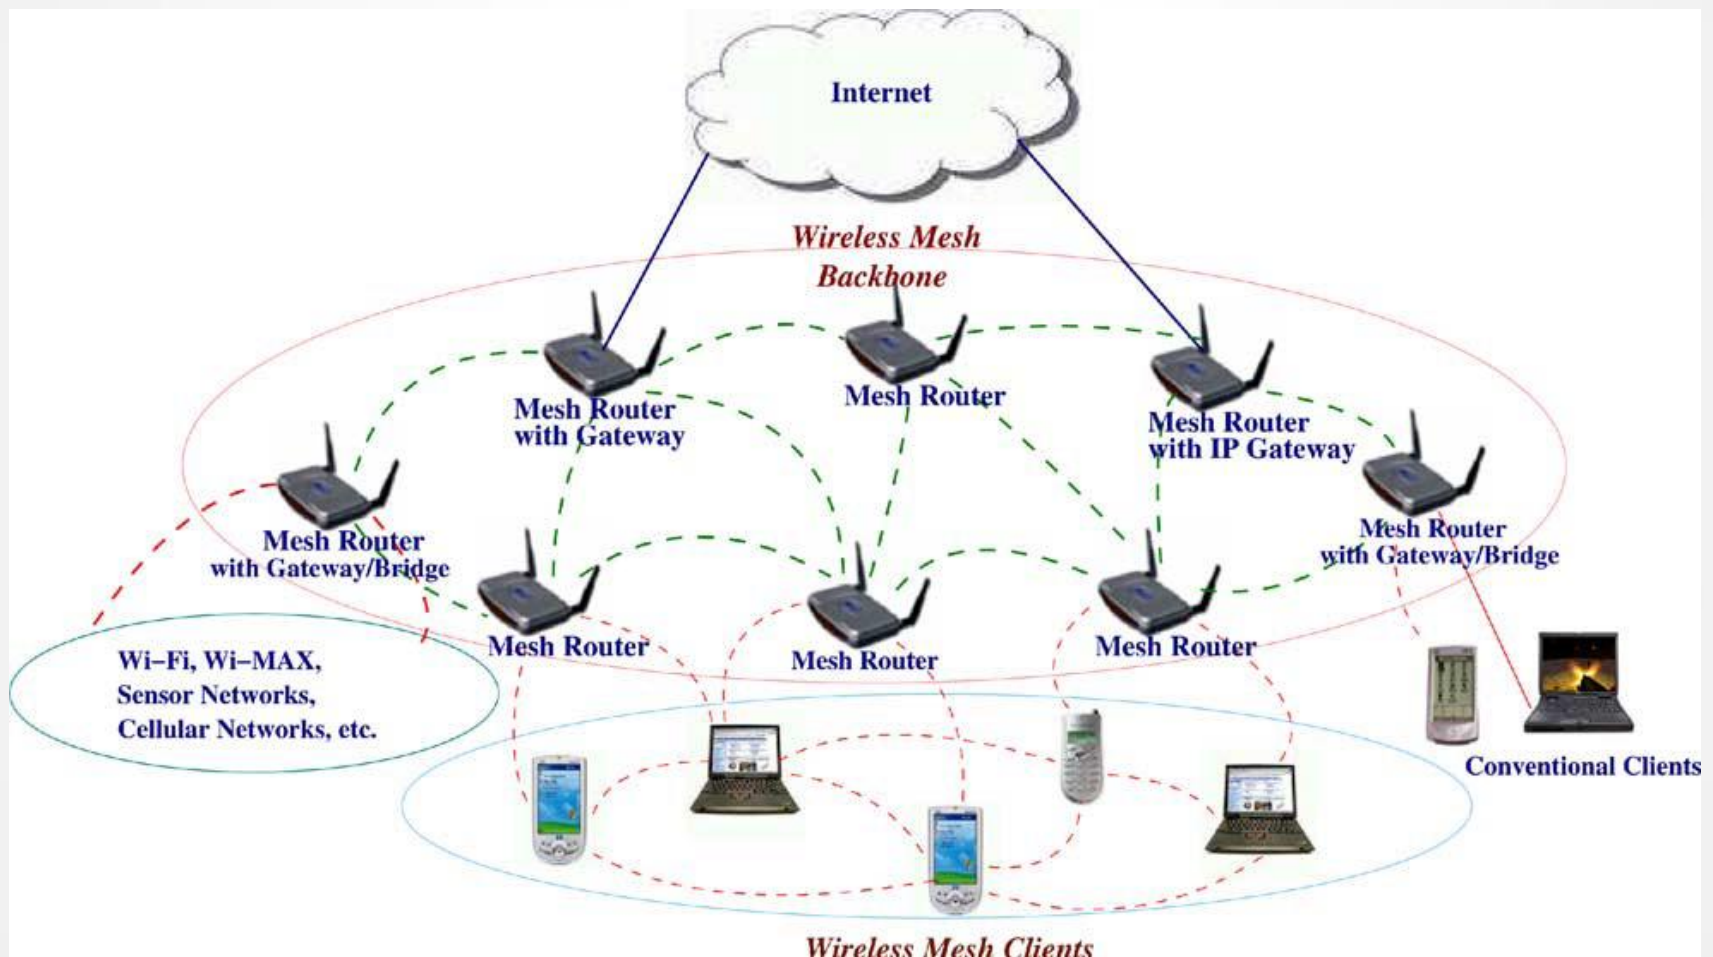 Internet
Wireless Mesh
Backbone
Mesh Router
with Gateway
Mesh Router
Mesh Router
with IP Gateway
Mesh Router
with Gateway/Bridge
Mesh Router
with Gateway/Bridge
Mesh Router
Mesh Router
Mesh Router
Wi-Fi, Wi-MAX,
Sensor Networks,
Cellular Networks, etc.
Conventional Clients
Wireless Mesh Clients